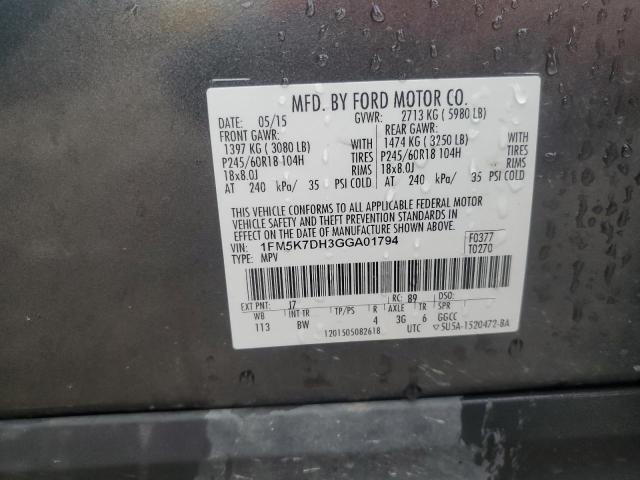 MFD. BY FORD MOTOR CO.
DATE: 05/15 GVWR: 2713 KG ( 5980 LB)
FRONT GAWR: REAR GAWR:
1397 KG ( 3080 LB) WITH 1474 KG ( 3250 LB) WITH
P245/60R18 104H TIRES P245/60R18 104H TIRES
18x8.0J RIMS 18x8.0J RIMS
AT 240 kPa/ 35 PSI COLD AT 240 kPa/ 35 PSI COLD
THIS VEHICLE CONFORMS TO ALL APPLICABLE FEDERAL MOTOR
VEHICLE SAFETY AND THEFT PREVENTION STANDARDS IN
EFFECT ON THE DATE OF MANUFACTURE SHOWN ABOVE.
VIN: 1FM5K7DH3GGA01794 F0377
TYPE: MPV T0270
EXT PNT: J7 RC: 89 DSO:
WB INT TR TP/PS R AXLE TR SPR
113 BW 4 3G 6 GGCC
1201505082618 UTC 5U5A-1520472-BA